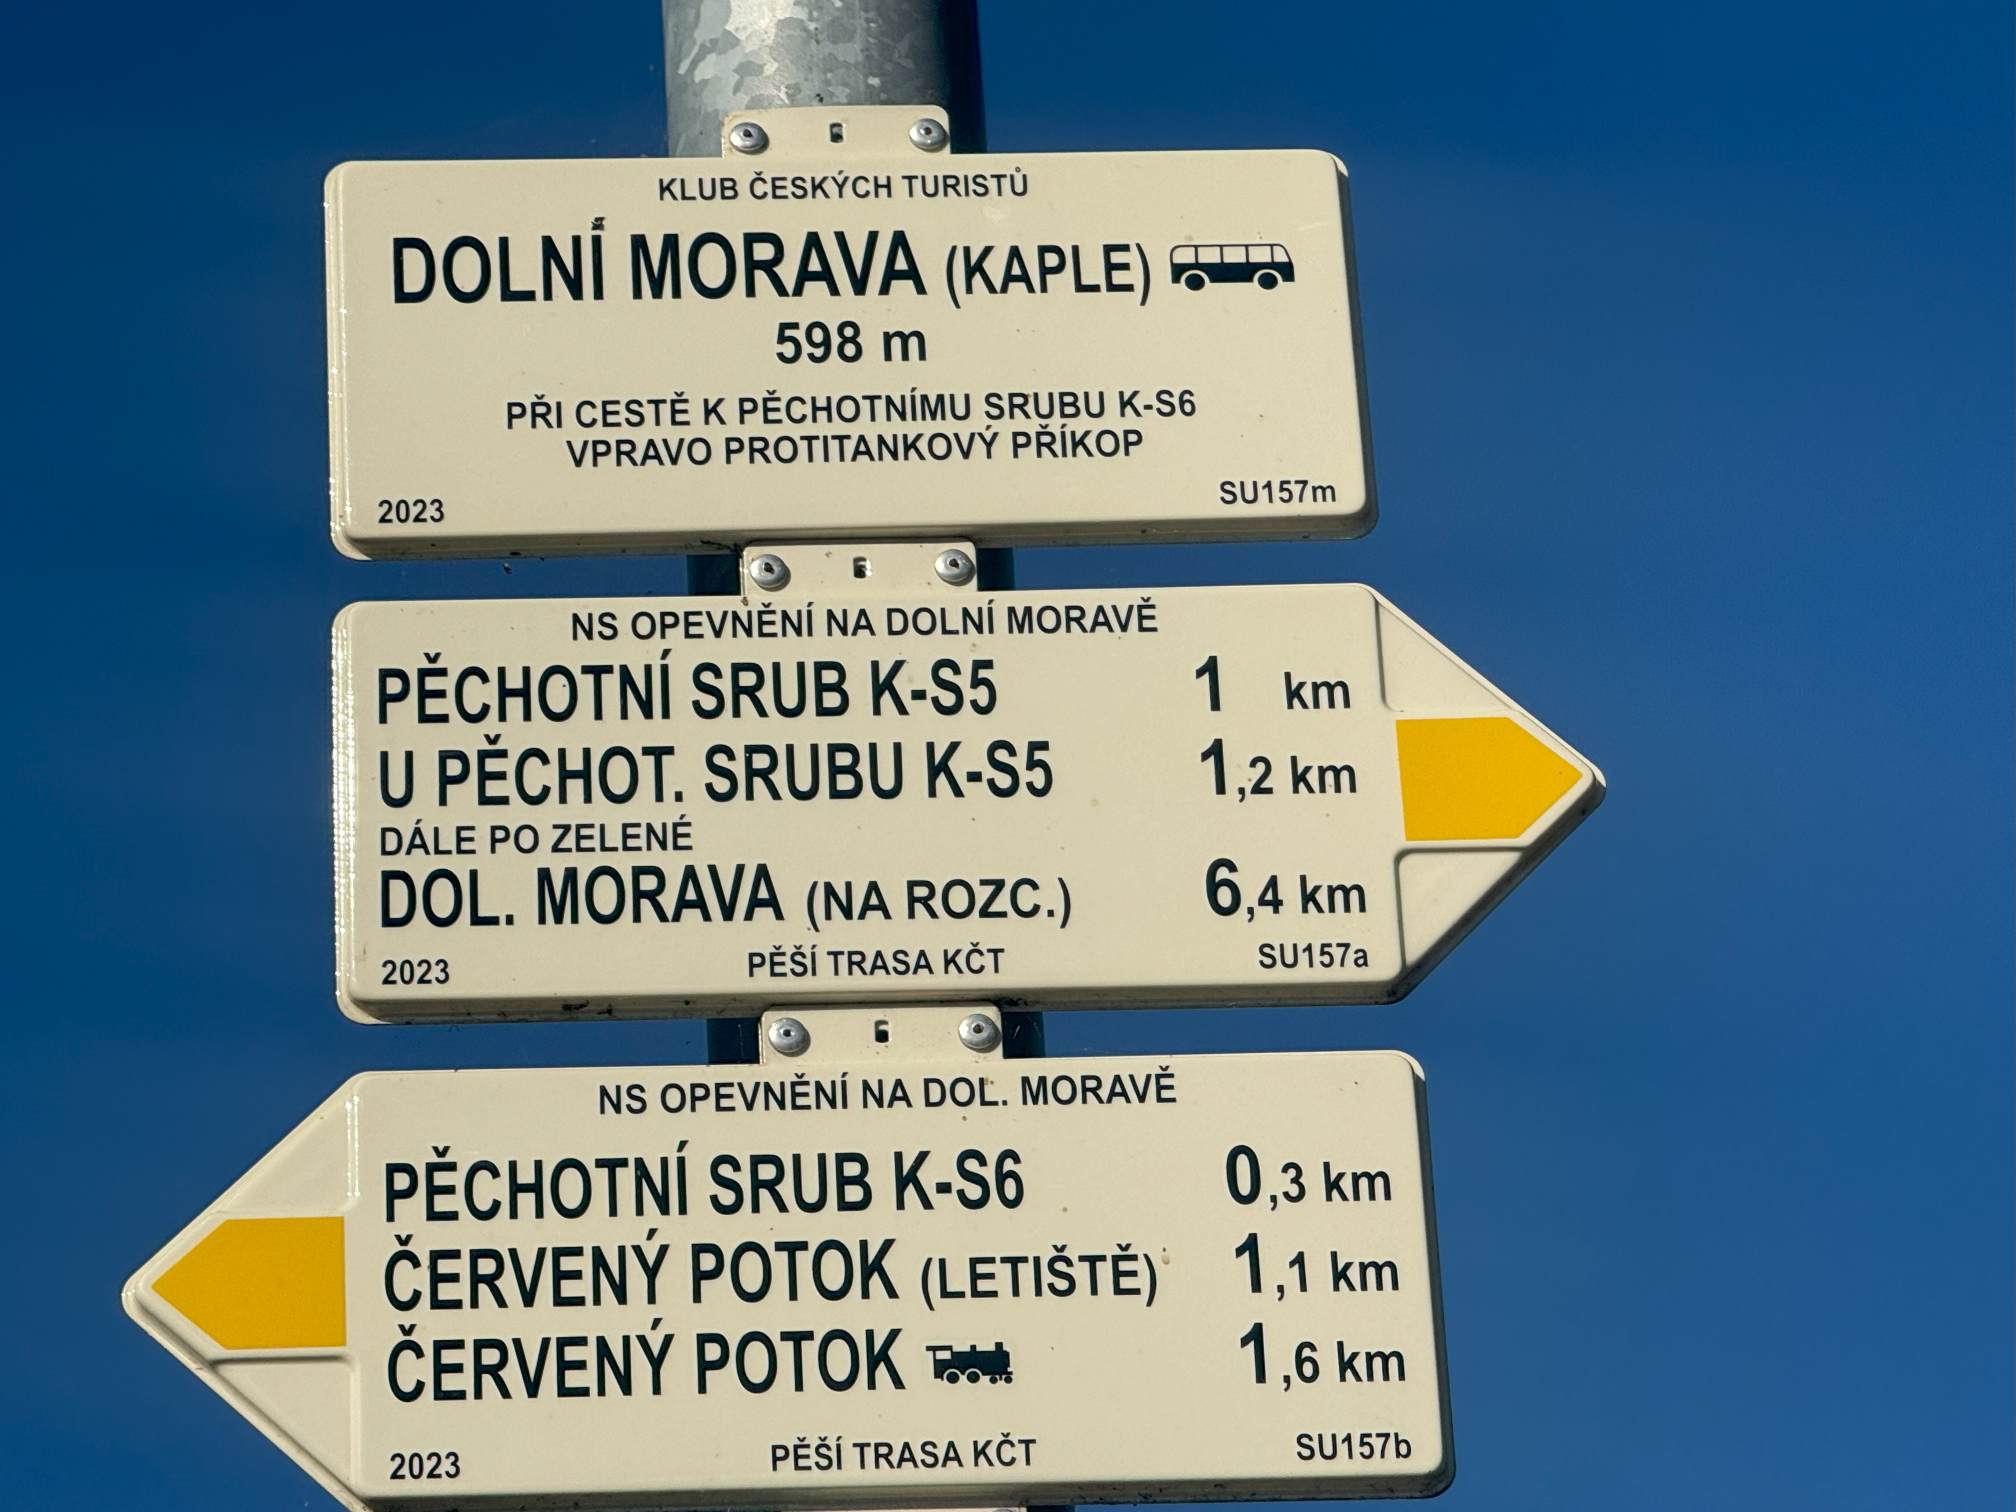 KLUB ČESKÝCH TURISTŮ
DOLNÍ MORAVA (KAPLE)
598 m
PŘI CESTĚ K PĚCHOTNÍMU SRUBU K-S6
VPRAVO PROTITANKOVÝ PŘÍKOP
2023 SU157m
NS OPEVNĚNÍ NA DOLNÍ MORAVĚ
PĚCHOTNÍ SRUB K-S5 1 km
U PĚCHOT. SRUBU K-S5 1,2 km
DÁLE PO ZELENÉ
DOL. MORAVA (NA ROZC.) 6,4 km
2023 PĚŠÍ TRASA KČT SU157a
NS OPEVNĚNÍ NA DOL. MORAVĚ
PĚCHOTNÍ SRUB K-S6 0,3 km
ČERVENÝ POTOK (LETIŠTĚ) 1,1 km
ČERVENÝ POTOK 1,6 km
2023 PĚŠÍ TRASA KČT SU157b